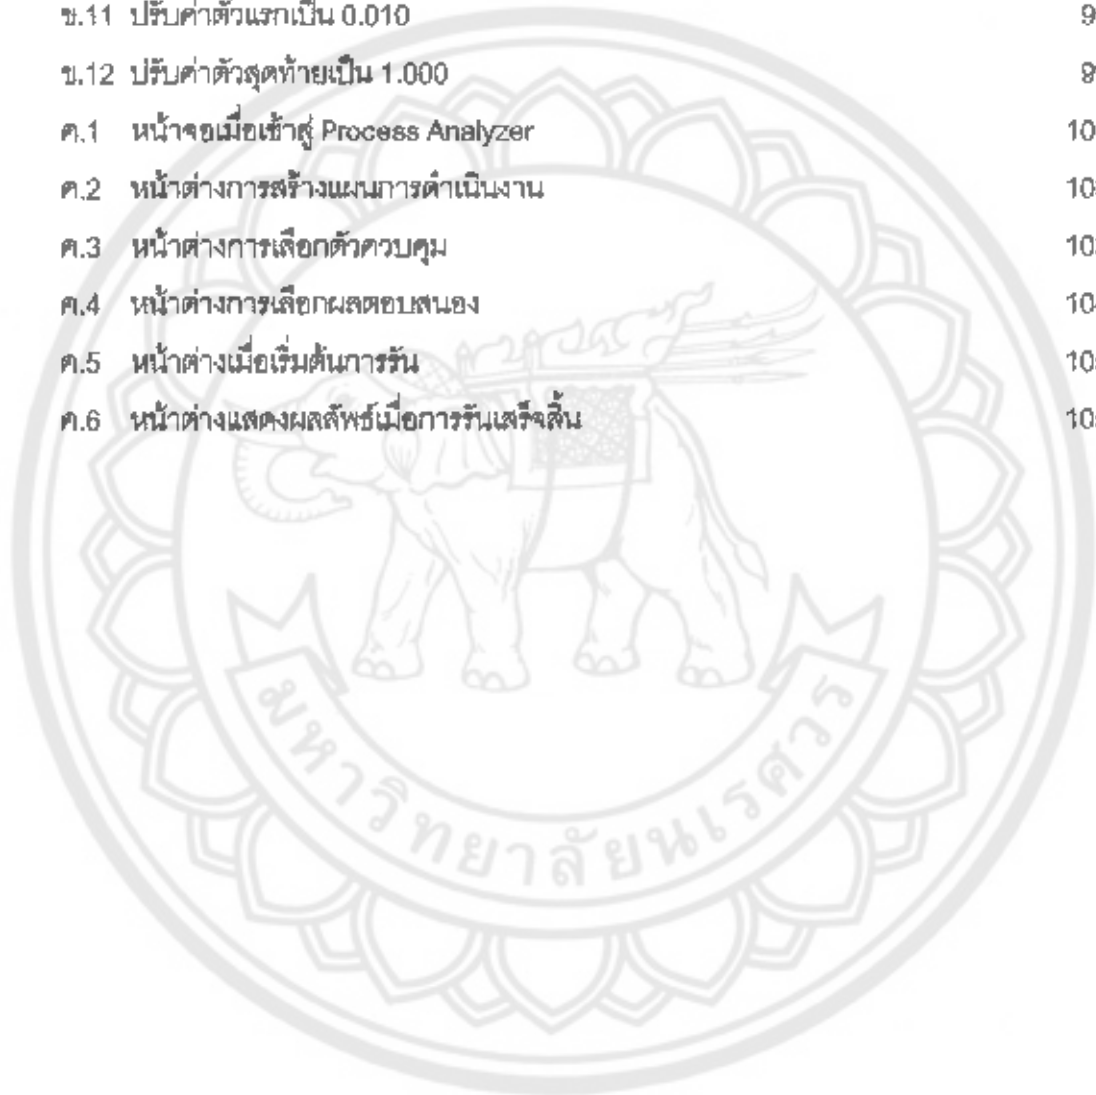 ข.11 ปรับค่าตัวแรกเป็น 0.010
ข.12 ปรับค่าตัวสุดท้ายเป็น 1.000
ค.1 หน้าจอเมื่อเข้าสู่ Process Analyzer
ค.2 หน้าต่างการสร้างแผนการดำเนินงาน
ค.3 หน้าต่างการเลือกตัวควบคุม
ค.4 หน้าต่างการเลือกผลตอบสนอง
ค.5 หน้าต่างเมื่อเริ่มต้นการรัน
ค.6 หน้าต่างแสดงผลลัพธ์เมื่อการรันเสร็จสิ้น
มหาวิทยาลัยนเรศวร